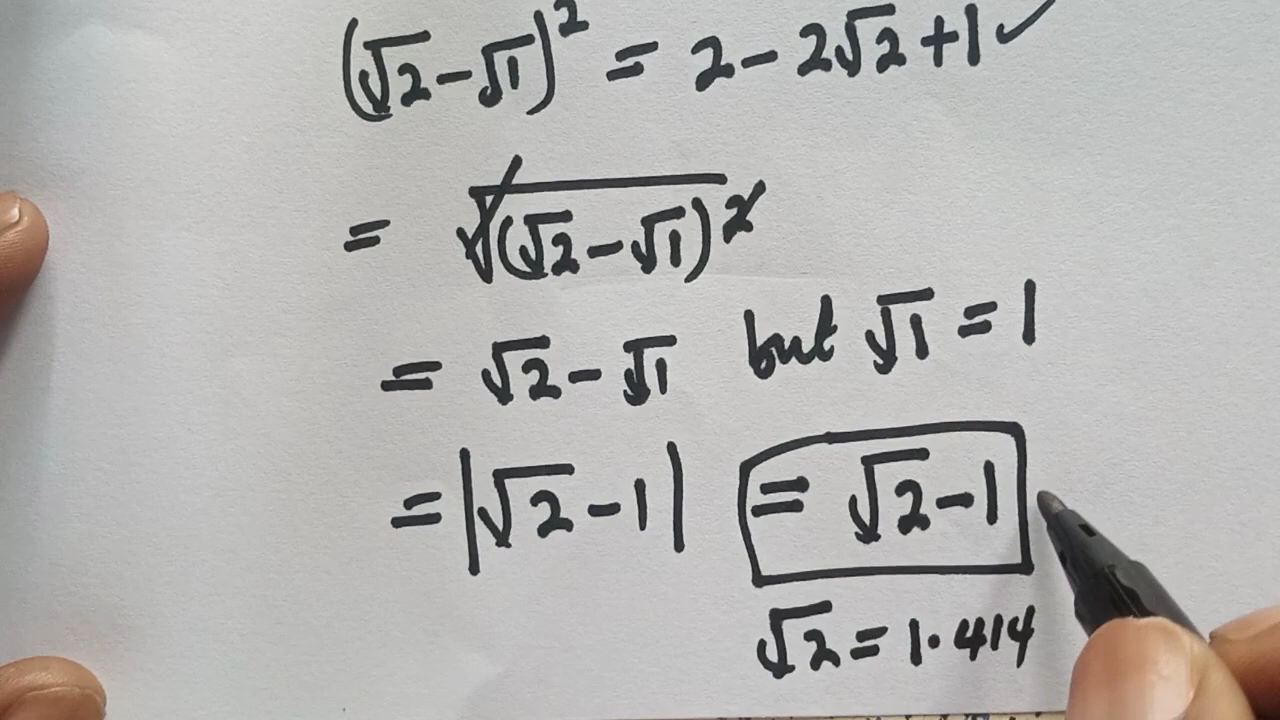 (√2-√1)² = 2-2√2+1 ✓
= √(√2-√1)²
= √2-√1 but √1 = 1
= |√2-1| = √2-1
√2 = 1.414